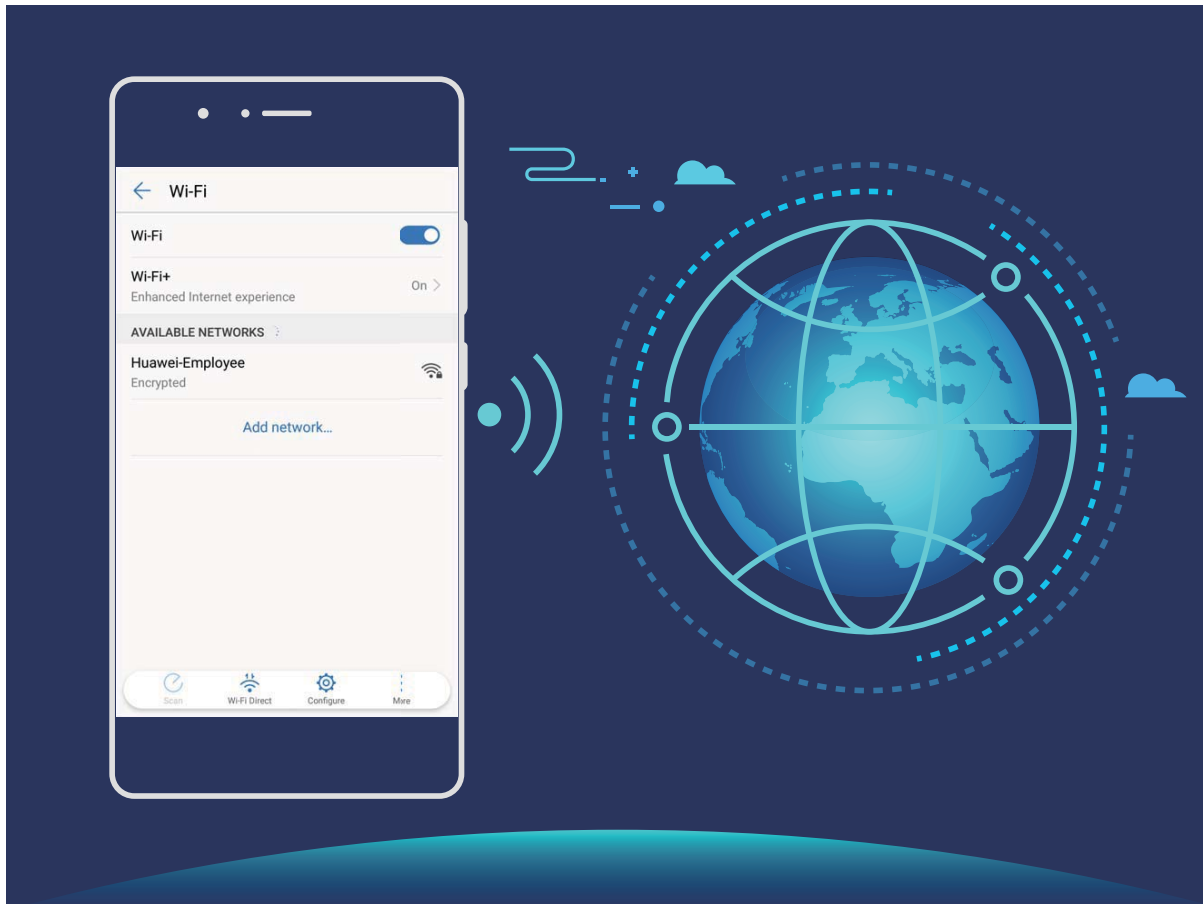 Wi-Fi
Wi-Fi
Wi-Fi+
Enhanced Internet experience
On
AVAILABLE NETWORKS
Huawei-Employee
Encrypted
Add network...
Scan
Wi-Fi Direct
Configure
More